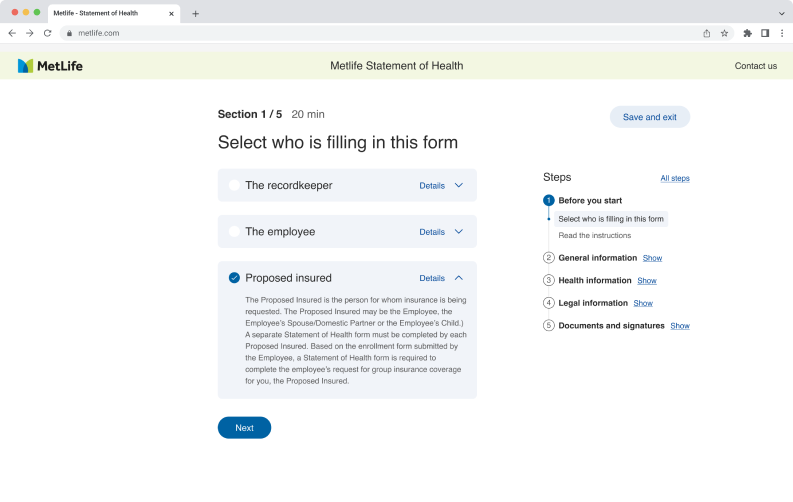 Metlife - Statement of Health
metlife.com
MetLife
Metlife Statement of Health
Contact us
Section 1 / 5 20 min
Save and exit
Select who is filling in this form
The recordkeeper Details
The employee Details
Proposed insured Details
The Proposed Insured is the person for whom insurance is being
requested. The Proposed Insured may be the Employee, the
Employee's Spouse/Domestic Partner or the Employee's Child.)
A separate Statement of Health form must be completed by each
Proposed Insured. Based on the enrollment form submitted by
the Employee, a Statement of Health form is required to
complete the employee's request for group insurance coverage
for you, the Proposed Insured.
Next
Steps All steps
1 Before you start
Select who is filling in this form
Read the instructions
2 General information Show
3 Health information Show
4 Legal information Show
5 Documents and signatures Show